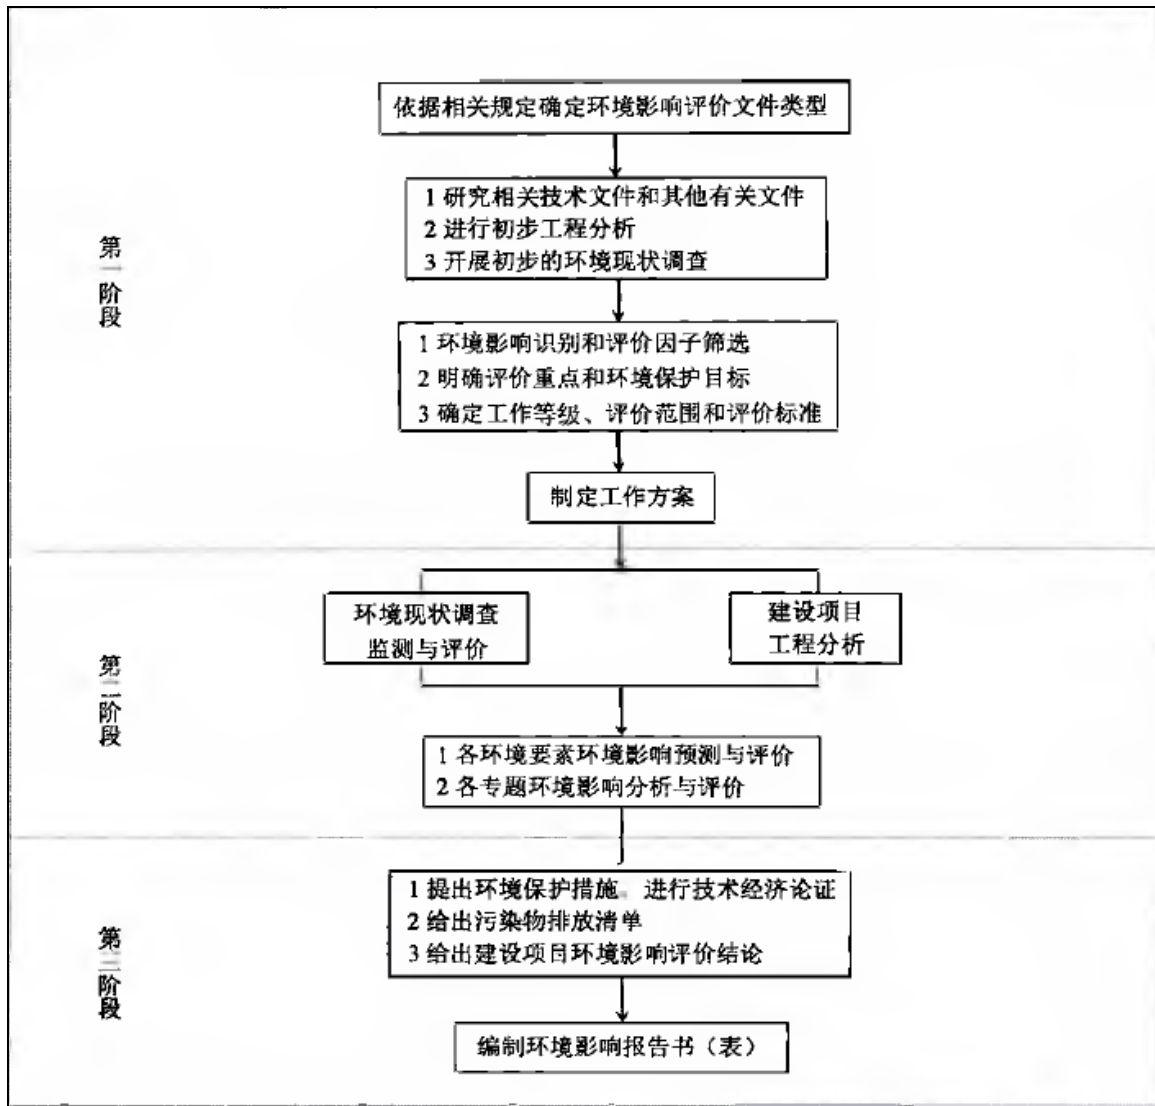 依据相关规定确定环境影响评价文件类型
1 研究相关技术文件和其他有关文件
2 进行初步工程分析
3 开展初步的环境现状调查
第一阶段
1 环境影响识别和评价因子筛选
2 明确评价重点和环境保护目标
3 确定工作等级、评价范围和评价标准
制定工作方案
环境现状调查
监测与评价
建设项目
工程分析
第二阶段
1 各环境要素环境影响预测与评价
2 各专题环境影响分析与评价
1 提出环境保护措施，进行技术经济论证
2 给出污染物排放清单
3 给出建设项目环境影响评价结论
第三阶段
编制环境影响报告书（表）